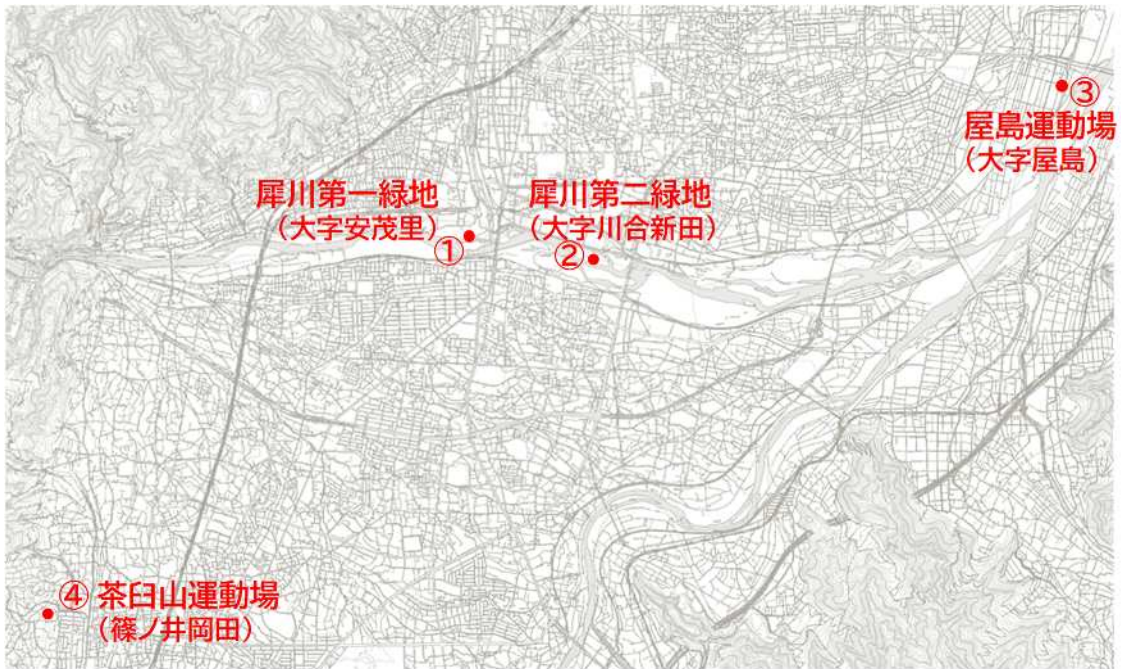 ③
屋島運動場
（大字屋島）
犀川第一緑地
（大字安茂里）
①
犀川第二緑地
（大字川合新田）
②
④ 茶臼山運動場
（篠ノ井岡田）